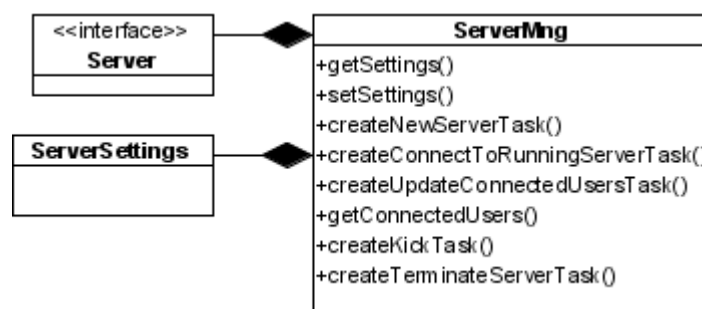 <<interface>>
Server
ServerSettings
ServerMng
+getSettings()
+setSettings()
+createNewServerTask()
+createConnectToRunningServerTask()
+createUpdateConnectedUsersTask()
+getConnectedUsers()
+createKickTask()
+createTerminateServerTask()